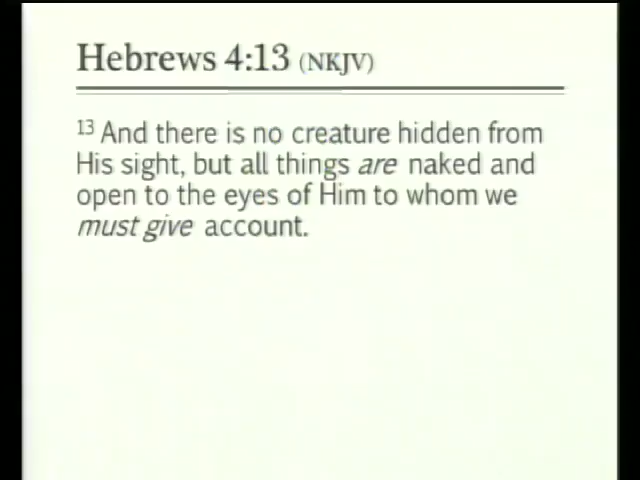 Hebrews 4:13 (NKJV)
13 And there is no creature hidden from
His sight, but all things are naked and
open to the eyes of Him to whom we
must give account.